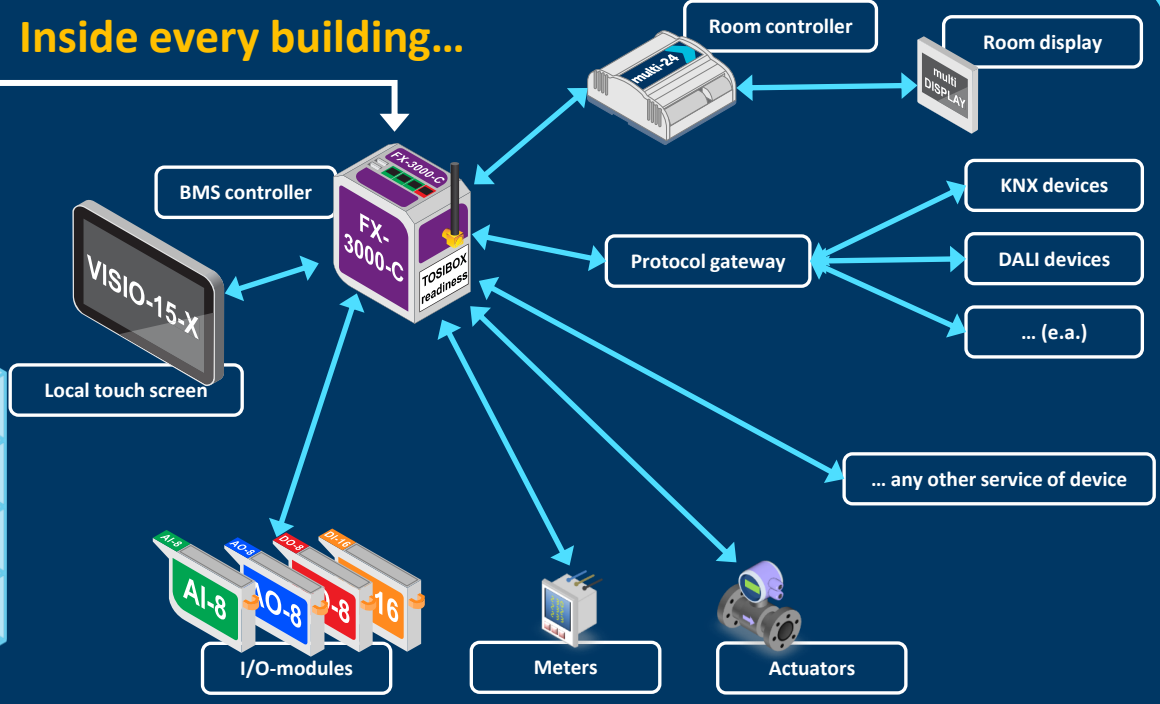 Inside every building...
Room controller
Room display
multi-24
multi
DISPLAY
BMS controller
FX-3000-C
FX-
3000-C
TOSIBOX
readiness
KNX devices
Protocol gateway
DALI devices
... (e.a.)
VISIO-15-X
Local touch screen
... any other service of device
AI-8
AO-8
DO-8
DI-16
AI-8
AO-8
-8
16
I/O-modules
Meters
Actuators